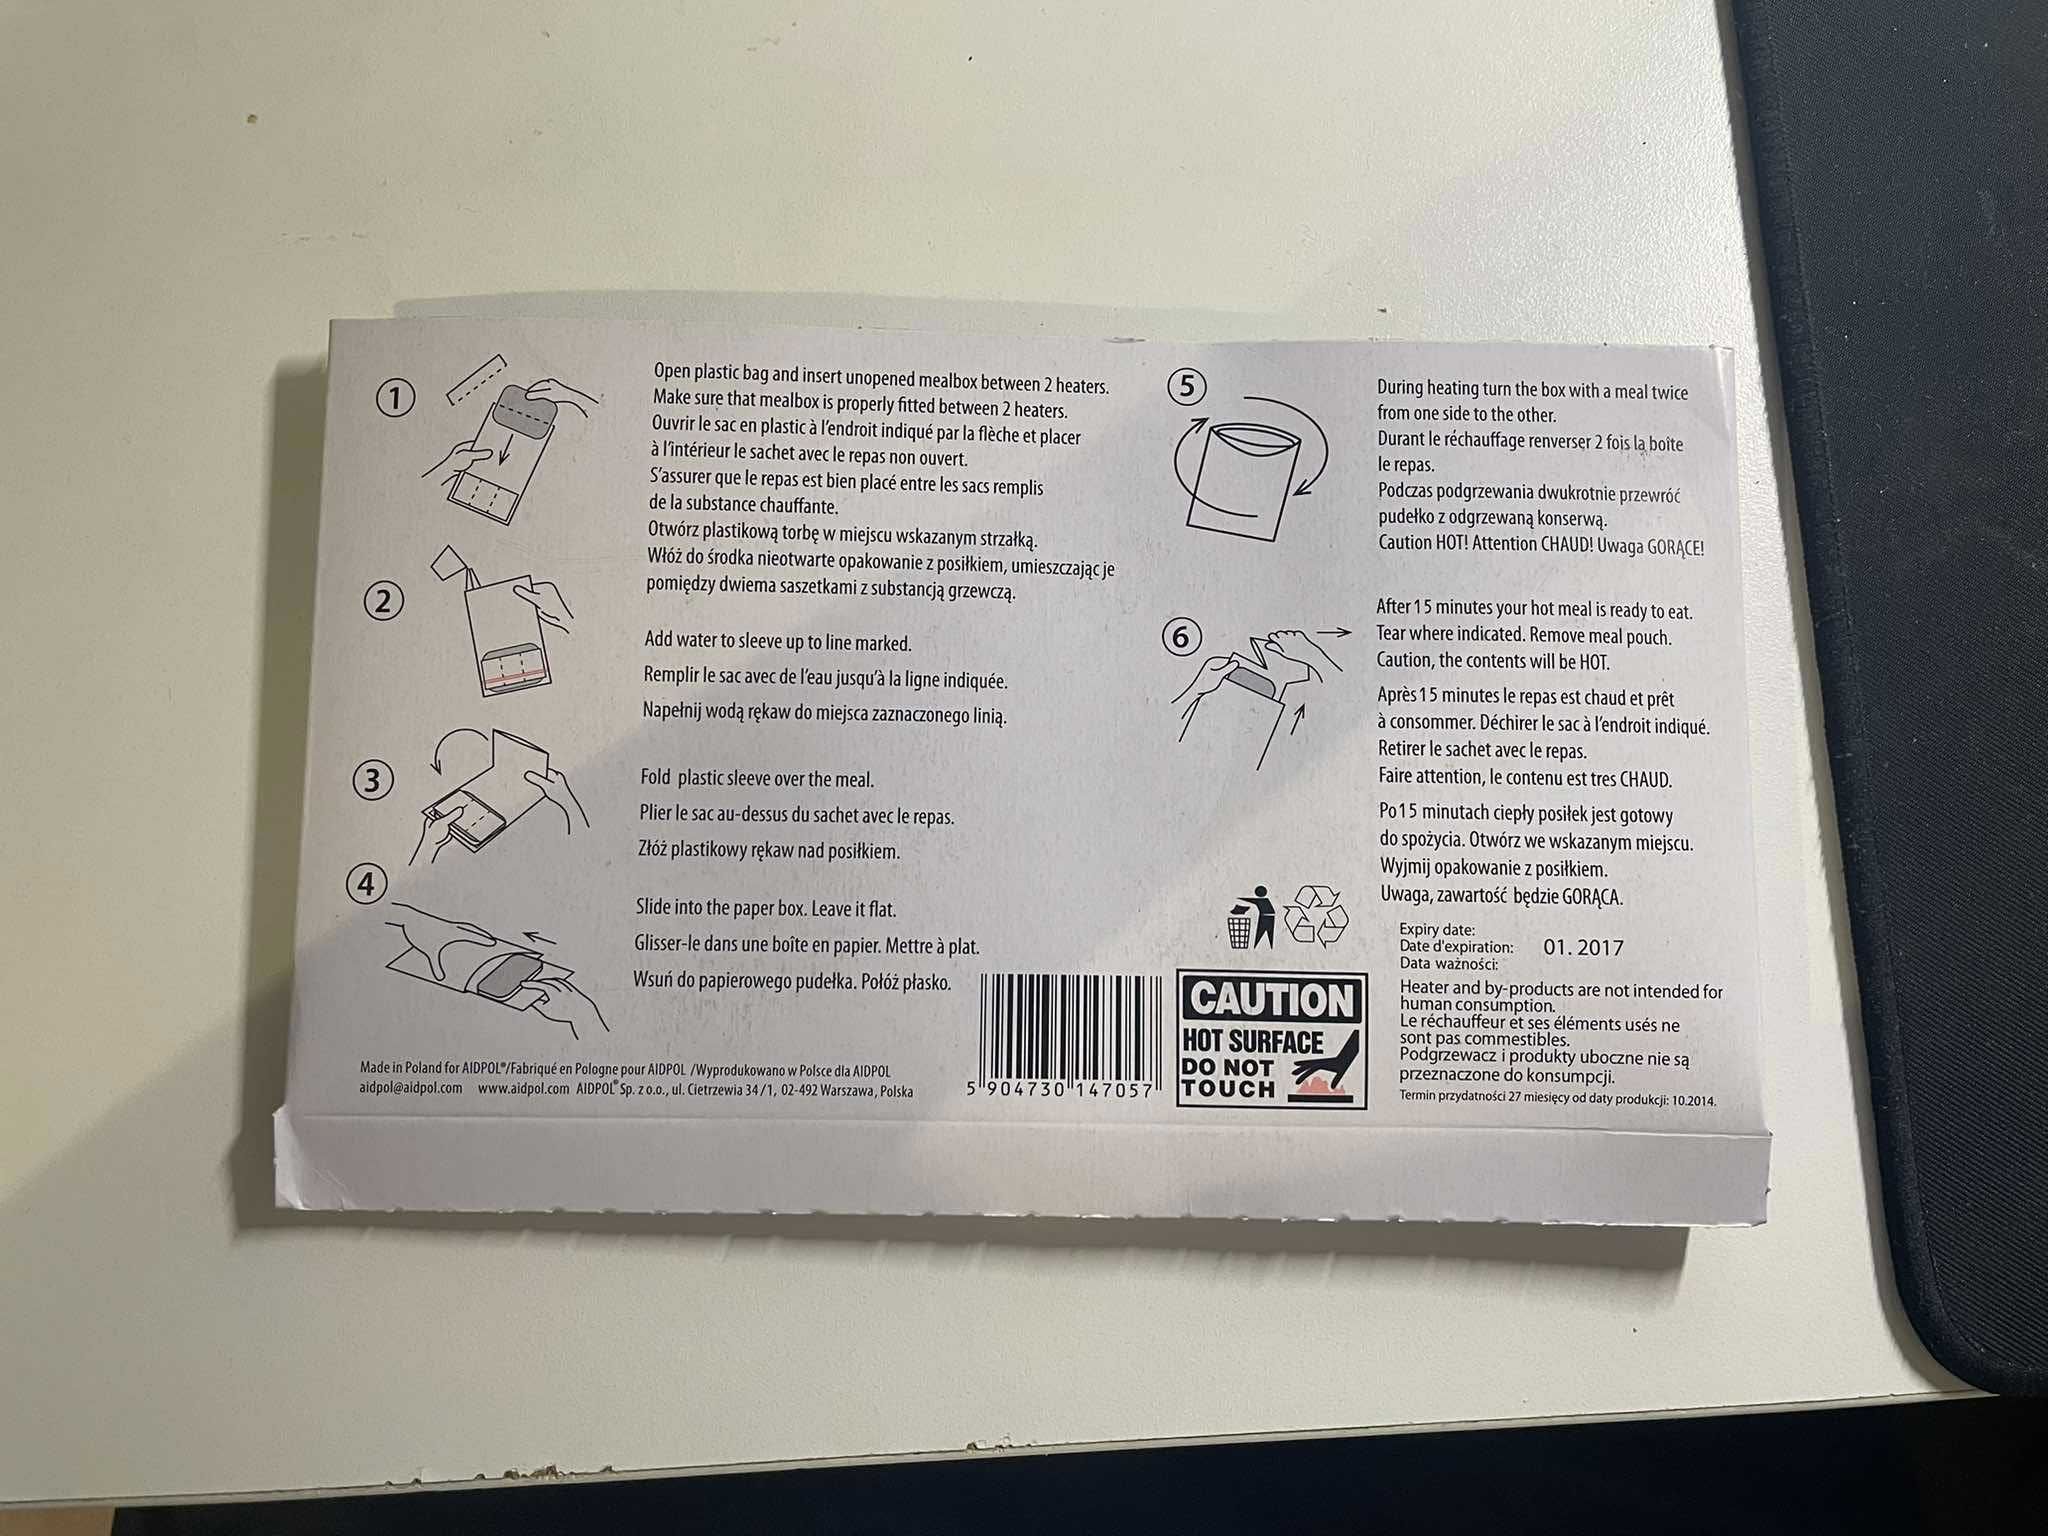 1
Open plastic bag and insert unopened mealbox between 2 heaters.
Make sure that mealbox is properly fitted between 2 heaters.
Ouvrir le sac en plastic à l'endroit indiqué par la flèche et placer
à l'intérieur le sachet avec le repas non ouvert.
S'assurer que le repas est bien placé entre les sacs remplis
de la substance chauffante.
Otwórz plastikową torbę w miejscu wskazanym strzałką.
Włóż do środka nieotwarte opakowanie z posiłkiem, umieszczając je
pomiędzy dwiema saszetkami z substancją grzewczą.
2
Add water to sleeve up to line marked.
Remplir le sac avec de l'eau jusqu'à la ligne indiquée.
Napełnij wodą rękaw do miejsca zaznaczonego linią.
3
Fold plastic sleeve over the meal.
Plier le sac au-dessus du sachet avec le repas.
Złóż plastikowy rękaw nad posiłkiem.
4
Slide into the paper box. Leave it flat.
Glisser-le dans une boîte en papier. Mettre à plat.
Wsuń do papierowego pudełka. Połóż płasko.
Made in Poland for AIDPOL®/Fabriqué en Pologne pour AIDPOL /Wyprodukowano w Polsce dla AIDPOL
aidpol@aidpol.com www.aidpol.com AIDPOL® Sp. z o.o., ul. Cietrzewia 34/1, 02-492 Warszawa, Polska
5 904730 147057
5
During heating turn the box with a meal twice
from one side to the other.
Durant le réchauffage renverser 2 fois la boîte
le repas.
Podczas podgrzewania dwukrotnie przewróć
pudełko z odgrzewaną konserwą.
Caution HOT! Attention CHAUD! Uwaga GORĄCE!
6
After 15 minutes your hot meal is ready to eat.
Tear where indicated. Remove meal pouch.
Caution, the contents will be HOT.
Après 15 minutes le repas est chaud et prêt
à consommer. Déchirer le sac à l'endroit indiqué.
Retirer le sachet avec le repas.
Faire attention, le contenu est tres CHAUD.
Po 15 minutach ciepły posiłek jest gotowy
do spożycia. Otwórz we wskazanym miejscu.
Wyjmij opakowanie z posiłkiem.
Uwaga, zawartość będzie GORĄCA.
CAUTION
HOT SURFACE
DO NOT
TOUCH
Expiry date:
Date d'expiration: 01. 2017
Data ważności:
Heater and by-products are not intended for
human consumption.
Le réchauffeur et ses éléments usés ne
sont pas commestibles.
Podgrzewacz i produkty uboczne nie są
przeznaczone do konsumpcji.
Termin przydatności 27 miesięcy od daty produkcji: 10.2014.